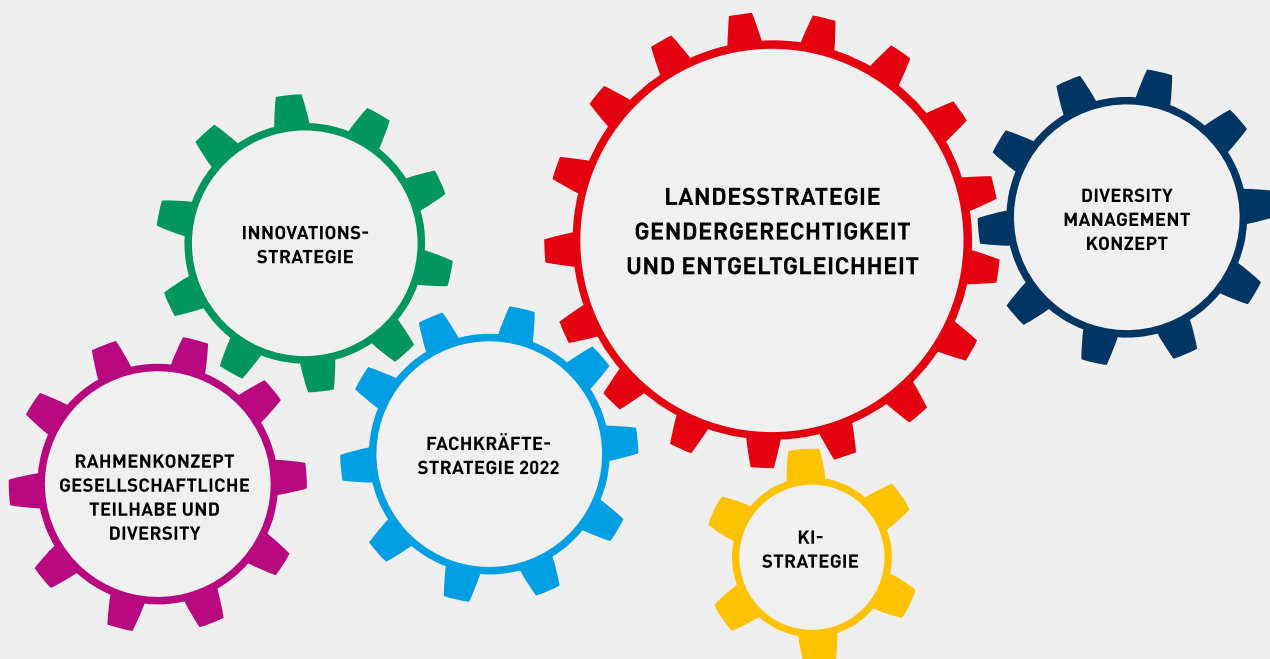 LANDESSTRATEGIE
GENDERGERECHTIGKEIT
UND ENTGELTGLEICHHEIT
DIVERSITY
MANAGEMENT
KONZEPT
INNOVATIONS-
STRATEGIE
FACHKRÄFTE-
STRATEGIE 2022
RAHMENKONZEPT
GESELLSCHAFTLICHE
TEILHABE UND
DIVERSITY
KI-
STRATEGIE